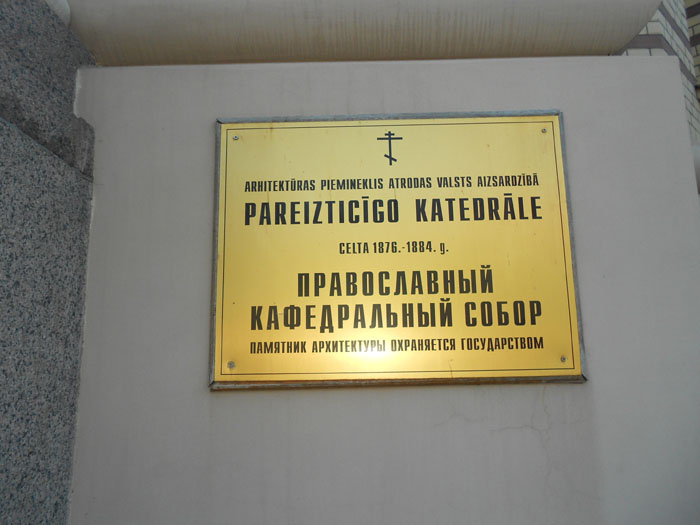 ARHITEKTŪRAS PIEMINEKLIS ATRODAS VALSTS AIZSARDZĪBĀ
PAREIZTICĪGO KATEDRĀLE
CELTA 1876.-1884. g.
ПРАВОСЛАВНЫЙ
КАФЕДРАЛЬНЫЙ СОБОР
ПАМЯТНИК АРХИТЕКТУРЫ ОХРАНЯЕТСЯ ГОСУДАРСТВОМ